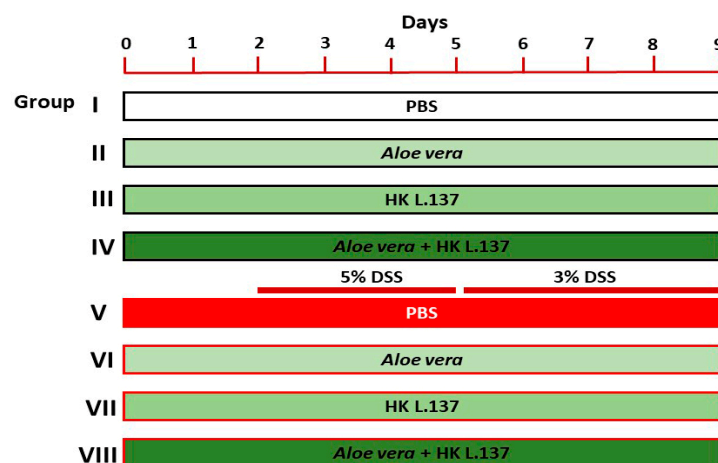 Days
0 1 2 3 4 5 6 7 8 9
Group I PBS
II Aloe vera
III HK L.137
IV Aloe vera + HK L.137
5% DSS 3% DSS
V PBS
VI Aloe vera
VII HK L.137
VIII Aloe vera + HK L.137